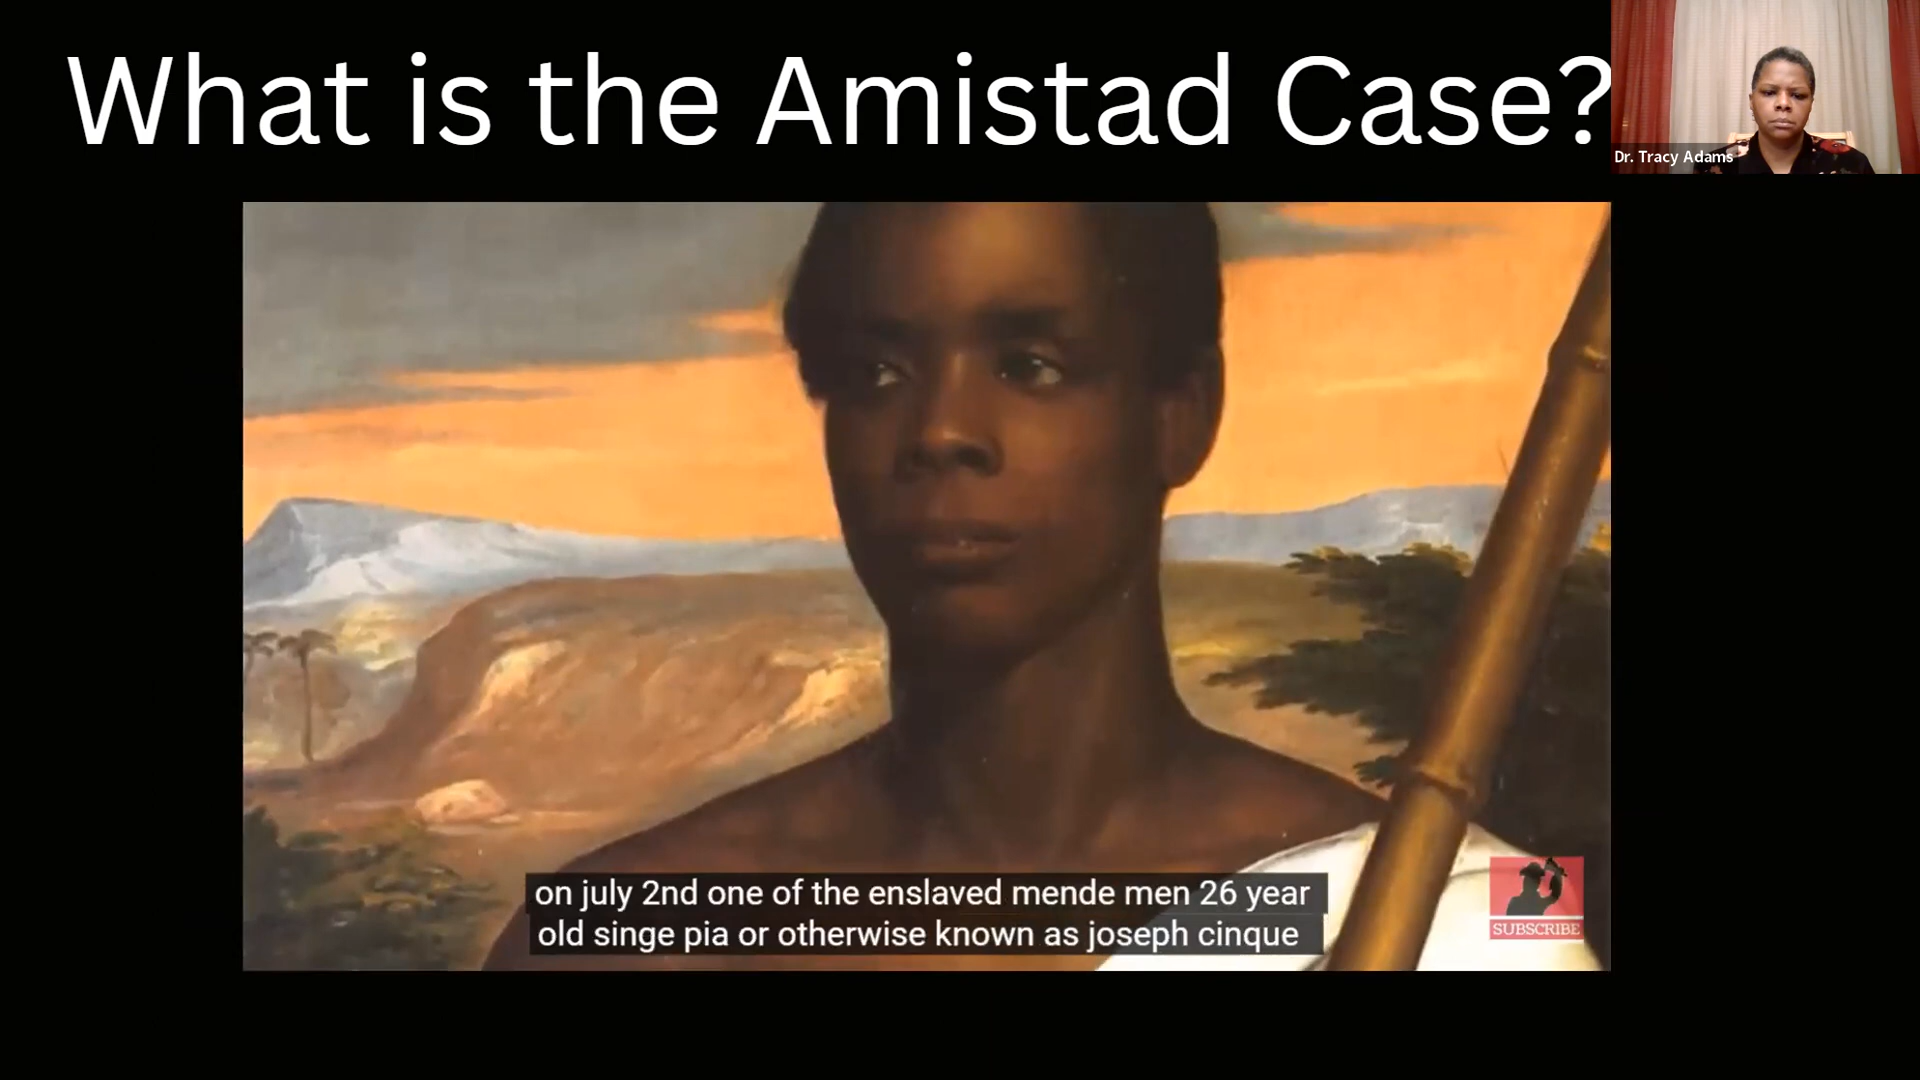 What is the Amistad Case?
Dr. Tracy Adams
on july 2nd one of the enslaved mende men 26 year
old singe pia or otherwise known as joseph cinque
SUBSCRIBE